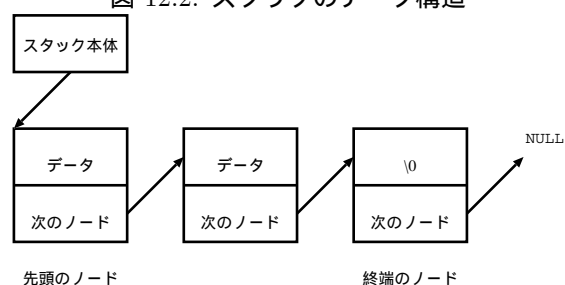 図 12.2: スタックのデータ構造
スタック本体
NULL
データ
データ
\0
次のノード
次のノード
次のノード
先頭のノード
終端のノード